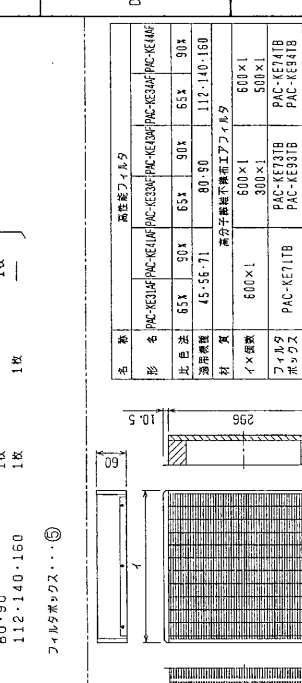 1枚
1枚
80・90
112・140・160
フィルタボックス・・・⑤
60
10.5
296
イ
名 称 高性能フィルタ
形 名 PAC-KE31AF PAC-KE41AF PAC-KE33AF PAC-KE43AF PAC-KE34AF PAC-KE44AF
比 色 法 65% 90% 65% 90% 65% 90%
適用機種 45・56・71 80・90 112・140・160
材 質 高分子繊維不織布エアフィルタ
イ×個数 600×1 600×1 600×1
300×1 500×1
フィルタ PAC-KE71TB PAC-KE73TB PAC-KE74TB
ボックス PAC-KE93TB PAC-KE94TB